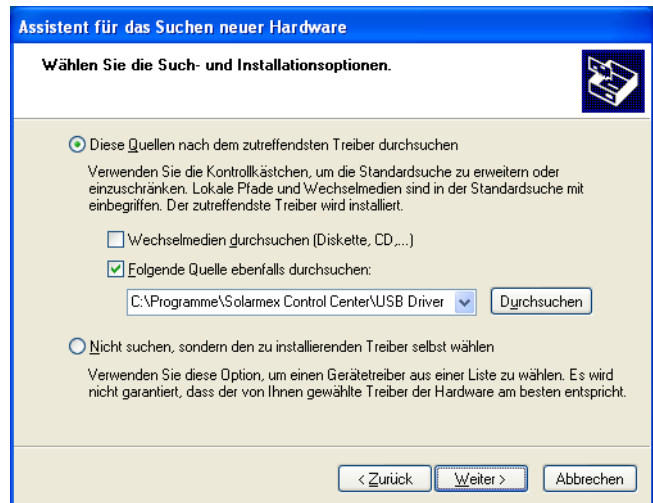 Assistent für das Suchen neuer Hardware
Wählen Sie die Such- und Installationsoptionen.
Diese Quellen nach dem zutreffendsten Treiber durchsuchen
Verwenden Sie die Kontrollkästchen, um die Standardsuche zu erweitern oder
einzuschränken. Lokale Pfade und Wechselmedien sind in der Standardsuche mit
einbegriffen. Der zutreffendste Treiber wird installiert.
Wechselmedien durchsuchen (Diskette, CD,...)
Folgende Quelle ebenfalls durchsuchen:
C:\Programme\Solarmex Control Center\USB Driver Durchsuchen
Nicht suchen, sondern den zu installierenden Treiber selbst wählen
Verwenden Sie diese Option, um einen Gerätetreiber aus einer Liste zu wählen. Es wird
nicht garantiert, dass der von Ihnen gewählte Treiber der Hardware am besten entspricht.
< Zurück Weiter > Abbrechen